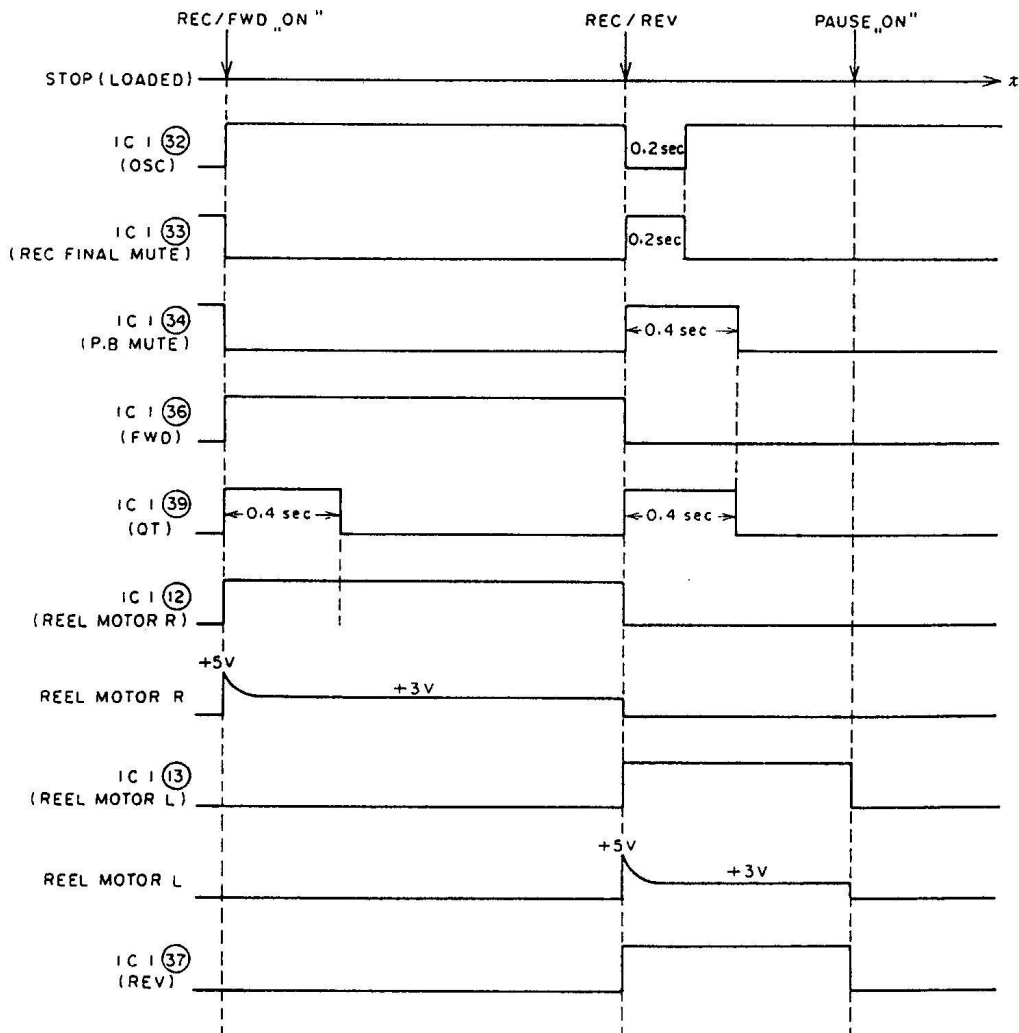 REC/FWD „ON"
REC/REV
PAUSE „ON"
STOP (LOADED)
t
IC 1 32
(OSC)
0.2 sec
IC 1 33
(REC FINAL MUTE)
0.2 sec
IC 1 34
(P.B MUTE)
0.4 sec
IC 1 36
(FWD)
IC 1 39
(QT)
0.4 sec
0.4 sec
IC 1 12
(REEL MOTOR R)
+5V
REEL MOTOR R
+3V
IC 1 13
(REEL MOTOR L)
+5V
REEL MOTOR L
+3V
IC 1 37
(REV)